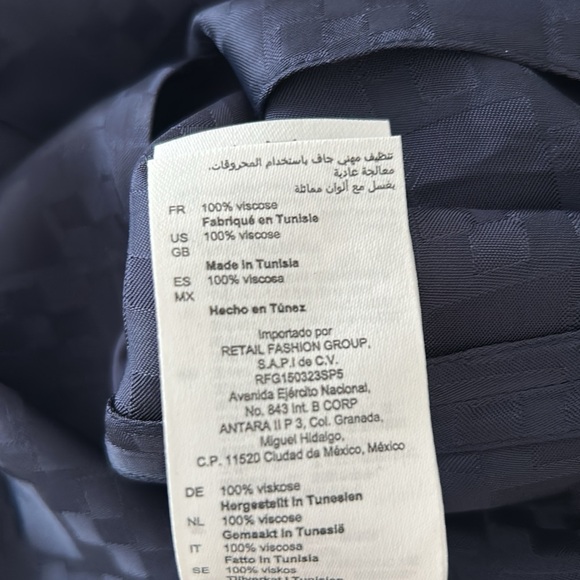 تنظيف مهني جاف باستخدام المحروقات.
معالجة عادية
يغسل مع ألوان مماثلة
FR 100% viscose
Fabriqué en Tunisie
US 100% viscose
GB
Made in Tunisia
ES 100% viscosa
MX
Hecho en Túnez
Importado por
RETAIL FASHION GROUP,
S.A.P.I de C.V.
RFG150323SP5
Avenida Ejército Nacional,
No. 843 Int. B CORP
ANTARA II P 3, Col. Granada,
Miguel Hidalgo,
C.P. 11520 Ciudad de México, México
DE 100% viskose
Hergestellt in Tunesien
NL 100% viscose
Gemaakt in Tunesië
IT 100% viscosa
Fatto in Tunisia
SE 100% viskos
Tillverkat i Tunisien